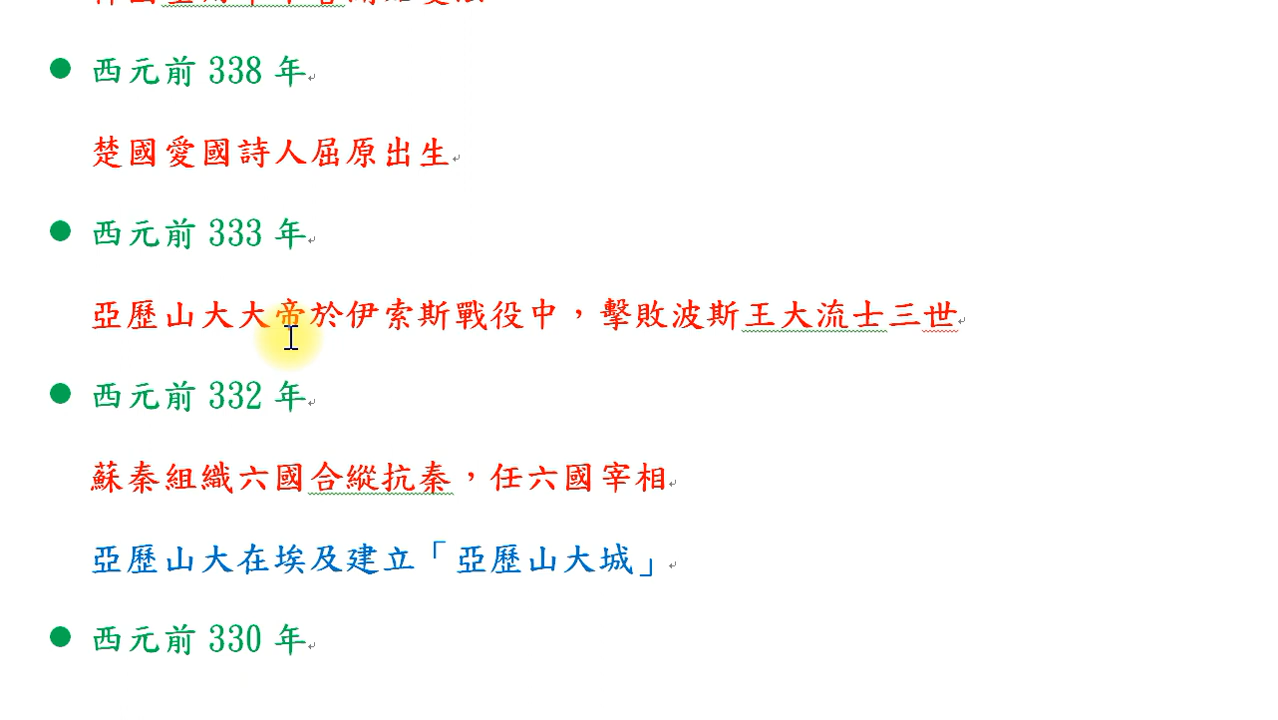 西元前 338 年
楚國愛國詩人屈原出生
西元前 333 年
亞歷山大大帝於伊索斯戰役中，擊敗波斯王大流士三世
西元前 332 年
蘇秦組織六國合縱抗秦，任六國宰相
亞歷山大在埃及建立「亞歷山大城」
西元前 330 年